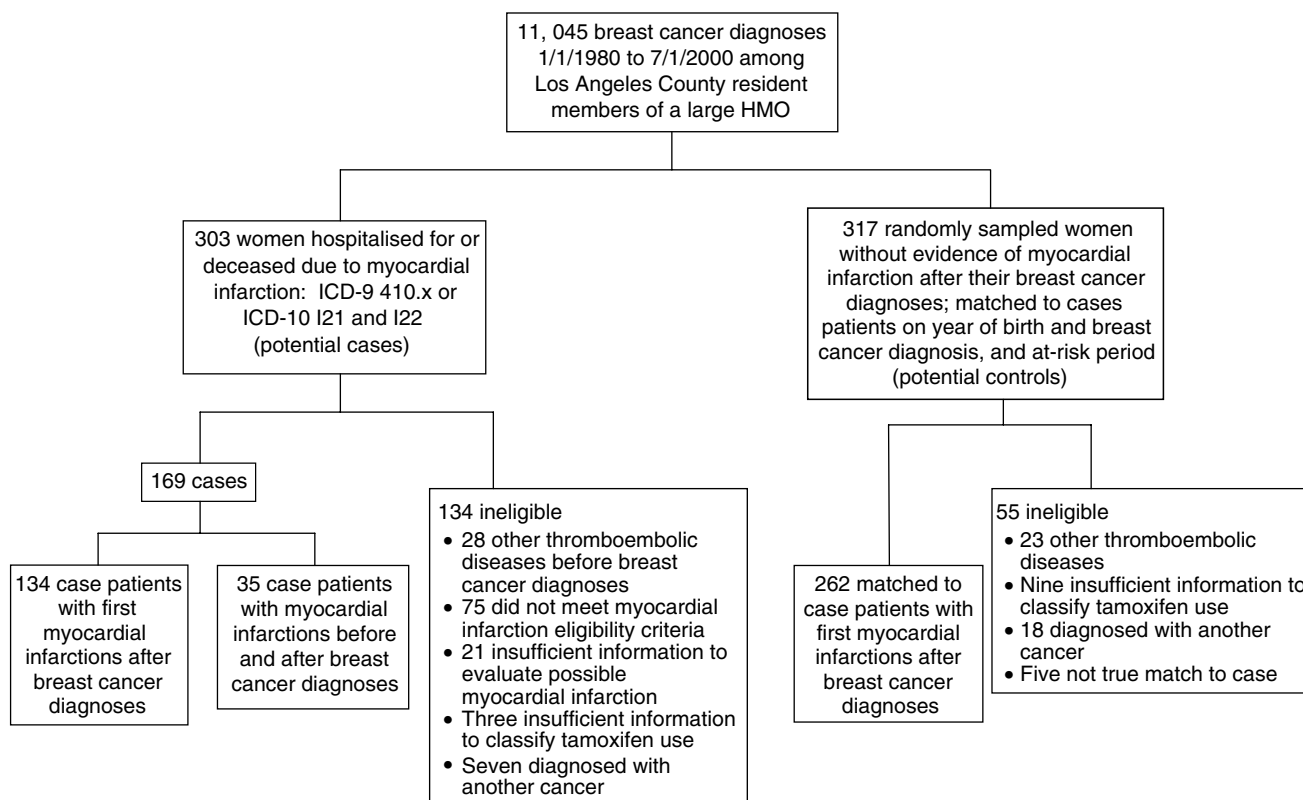 11, 045 breast cancer diagnoses
1/1/1980 to 7/1/2000 among
Los Angeles County resident
members of a large HMO
303 women hospitalised for or
deceased due to myocardial
infarction: ICD-9 410.x or
ICD-10 I21 and I22
(potential cases)
317 randomly sampled women
without evidence of myocardial
infarction after their breast cancer
diagnoses; matched to cases
patients on year of birth and breast
cancer diagnosis, and at-risk period
(potential controls)
169 cases
134 case patients
with first
myocardial
infarctions after
breast cancer
diagnoses
35 case patients
with myocardial
infarctions before
and after breast
cancer diagnoses
134 ineligible
• 28 other thromboembolic
diseases before breast
cancer diagnoses
• 75 did not meet myocardial
infarction eligibility criteria
• 21 insufficient information to
evaluate possible
myocardial infarction
• Three insufficient information
to classify tamoxifen use
• Seven diagnosed with
another cancer
262 matched to
case patients with
first myocardial
infarctions after
breast cancer
diagnoses
55 ineligible
• 23 other thromboembolic
diseases
• Nine insufficient information to
classify tamoxifen use
• 18 diagnosed with another
cancer
• Five not true match to case